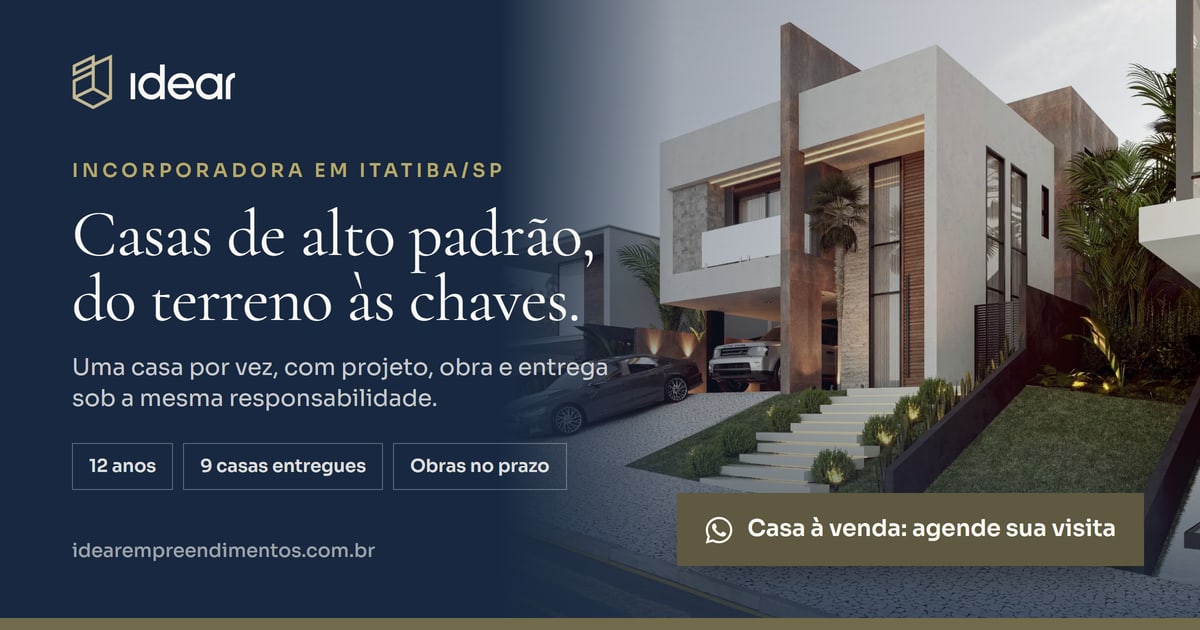 idear
INCORPORADORA EM ITATIBA/SP
Casas de alto padrão,
do terreno às chaves.
Uma casa por vez, com projeto, obra e entrega
sob a mesma responsabilidade.
12 anos
9 casas entregues
Obras no prazo
Casa à venda: agende sua visita
idearempreendimentos.com.br